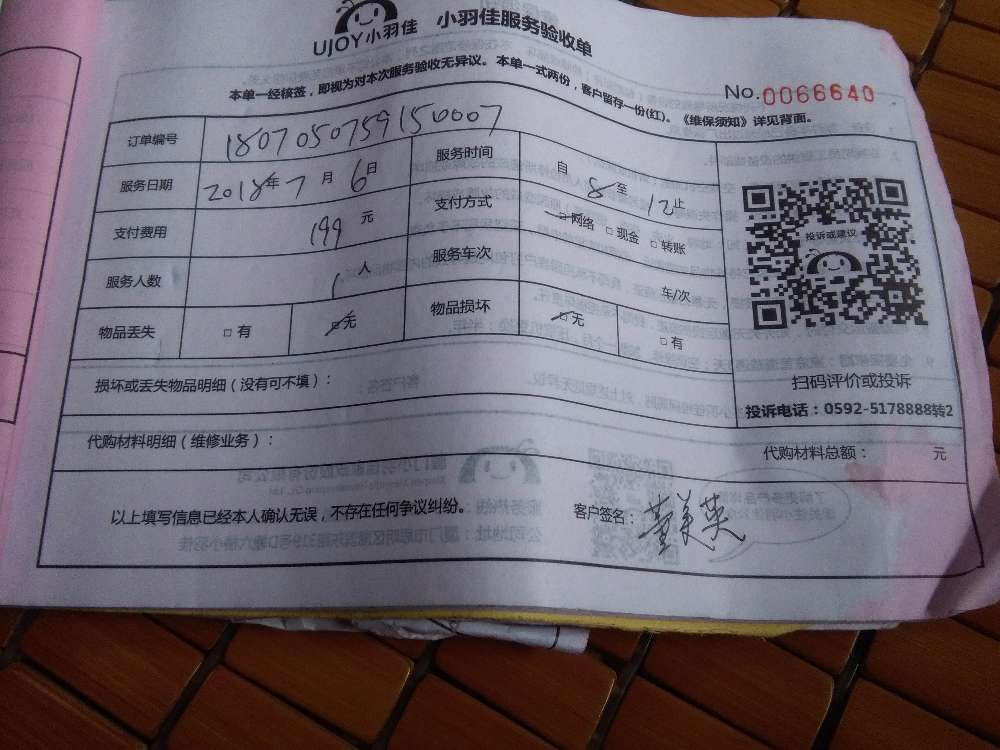 UJOY小羽佳 小羽佳服务验收单
本单一经核签，即视为对本次服务验收无异议。本单一式两份，客户留存一份(红)。《维保须知》详见背面。
No.0066640
订单编号 1807050759150007
服务日期 2018年7月6日 服务时间 自8至12止
支付费用 199元 支付方式 □网络 □现金 □转账
服务人数 1人 服务车次 车/次
物品丢失 □有 □无 物品损坏 □无 □有
投诉或建议
扫码评价或投诉
投诉电话：0592-5178888转2
损坏或丢失物品明细（没有可不填）：
代购材料明细（维修业务）： 代购材料总额： 元
以上填写信息已经本人确认无误，不存在任何争议纠纷。 客户签名：董美英